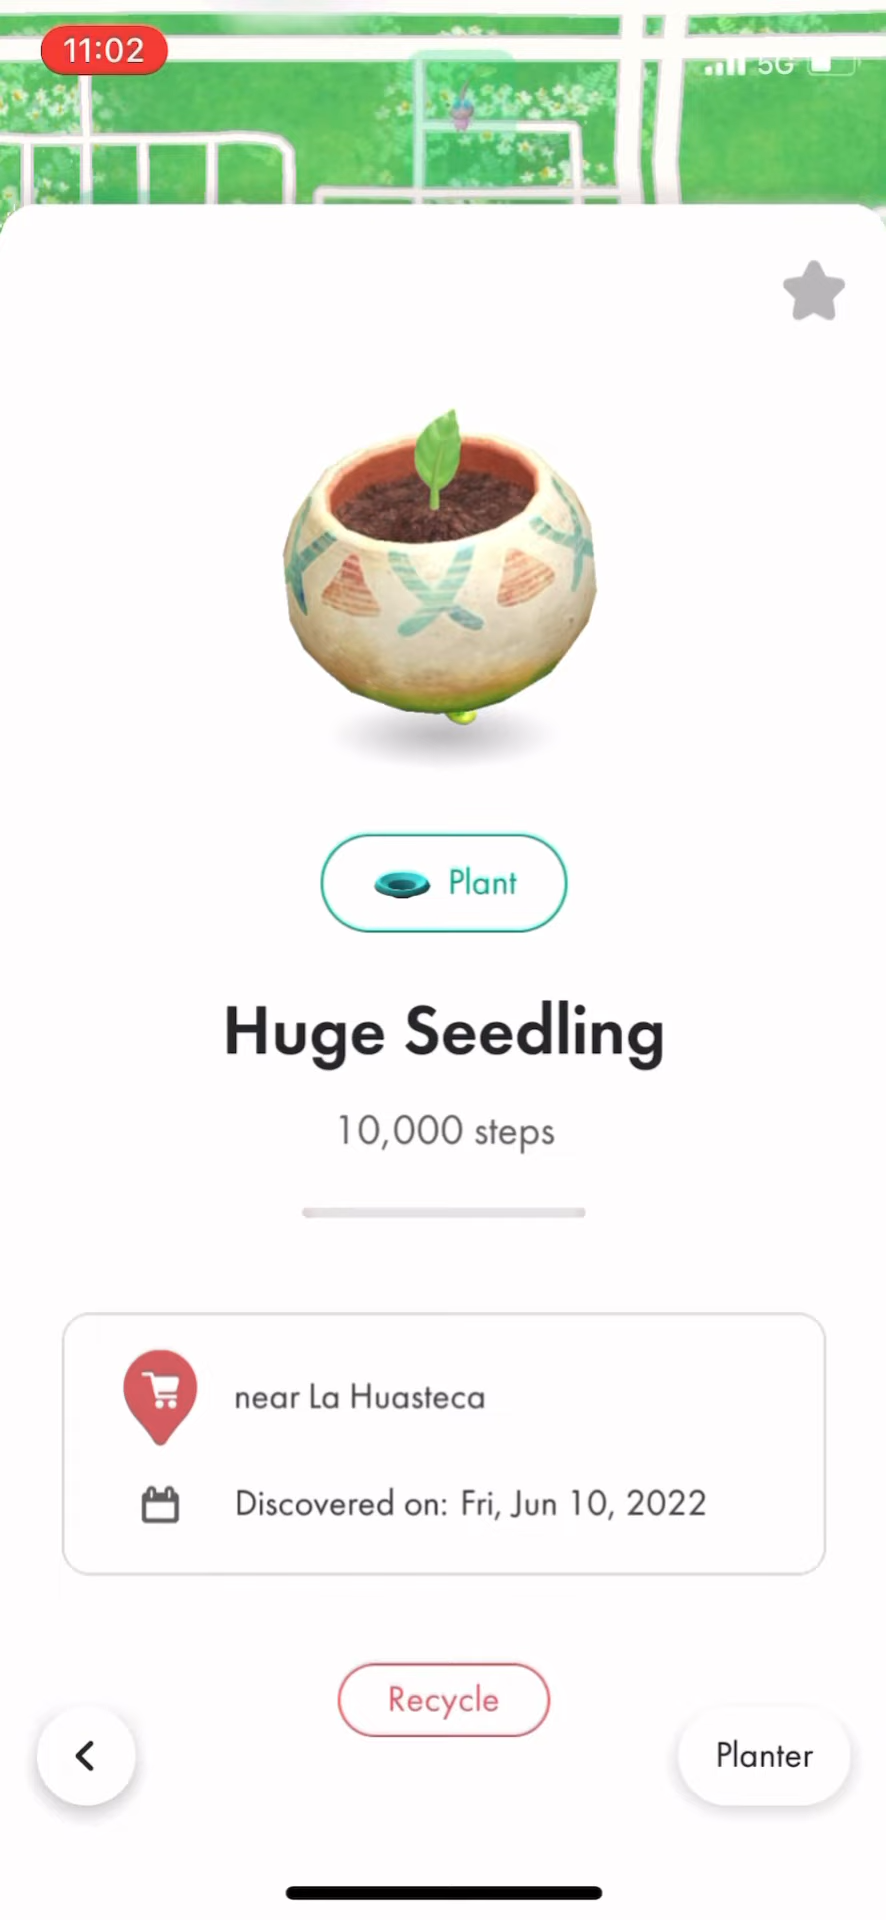 11:02
5G
Plant
Huge Seedling
10,000 steps
near La Huasteca
Discovered on: Fri, Jun 10, 2022
Recycle
Planter